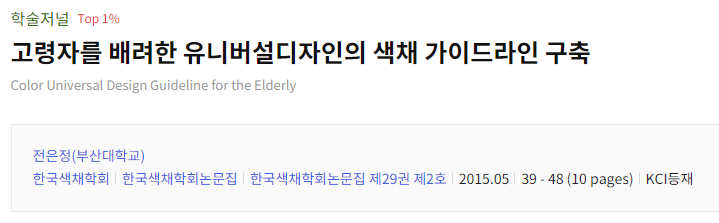 학술저널 Top 1%
고령자를 배려한 유니버설디자인의 색채 가이드라인 구축
Color Universal Design Guideline for the Elderly
전은정(부산대학교)
한국색채학회 | 한국색채학회논문집 | 한국색채학회논문집 제29권 제2호 | 2015.05 | 39 - 48 (10 pages) | KCI등재